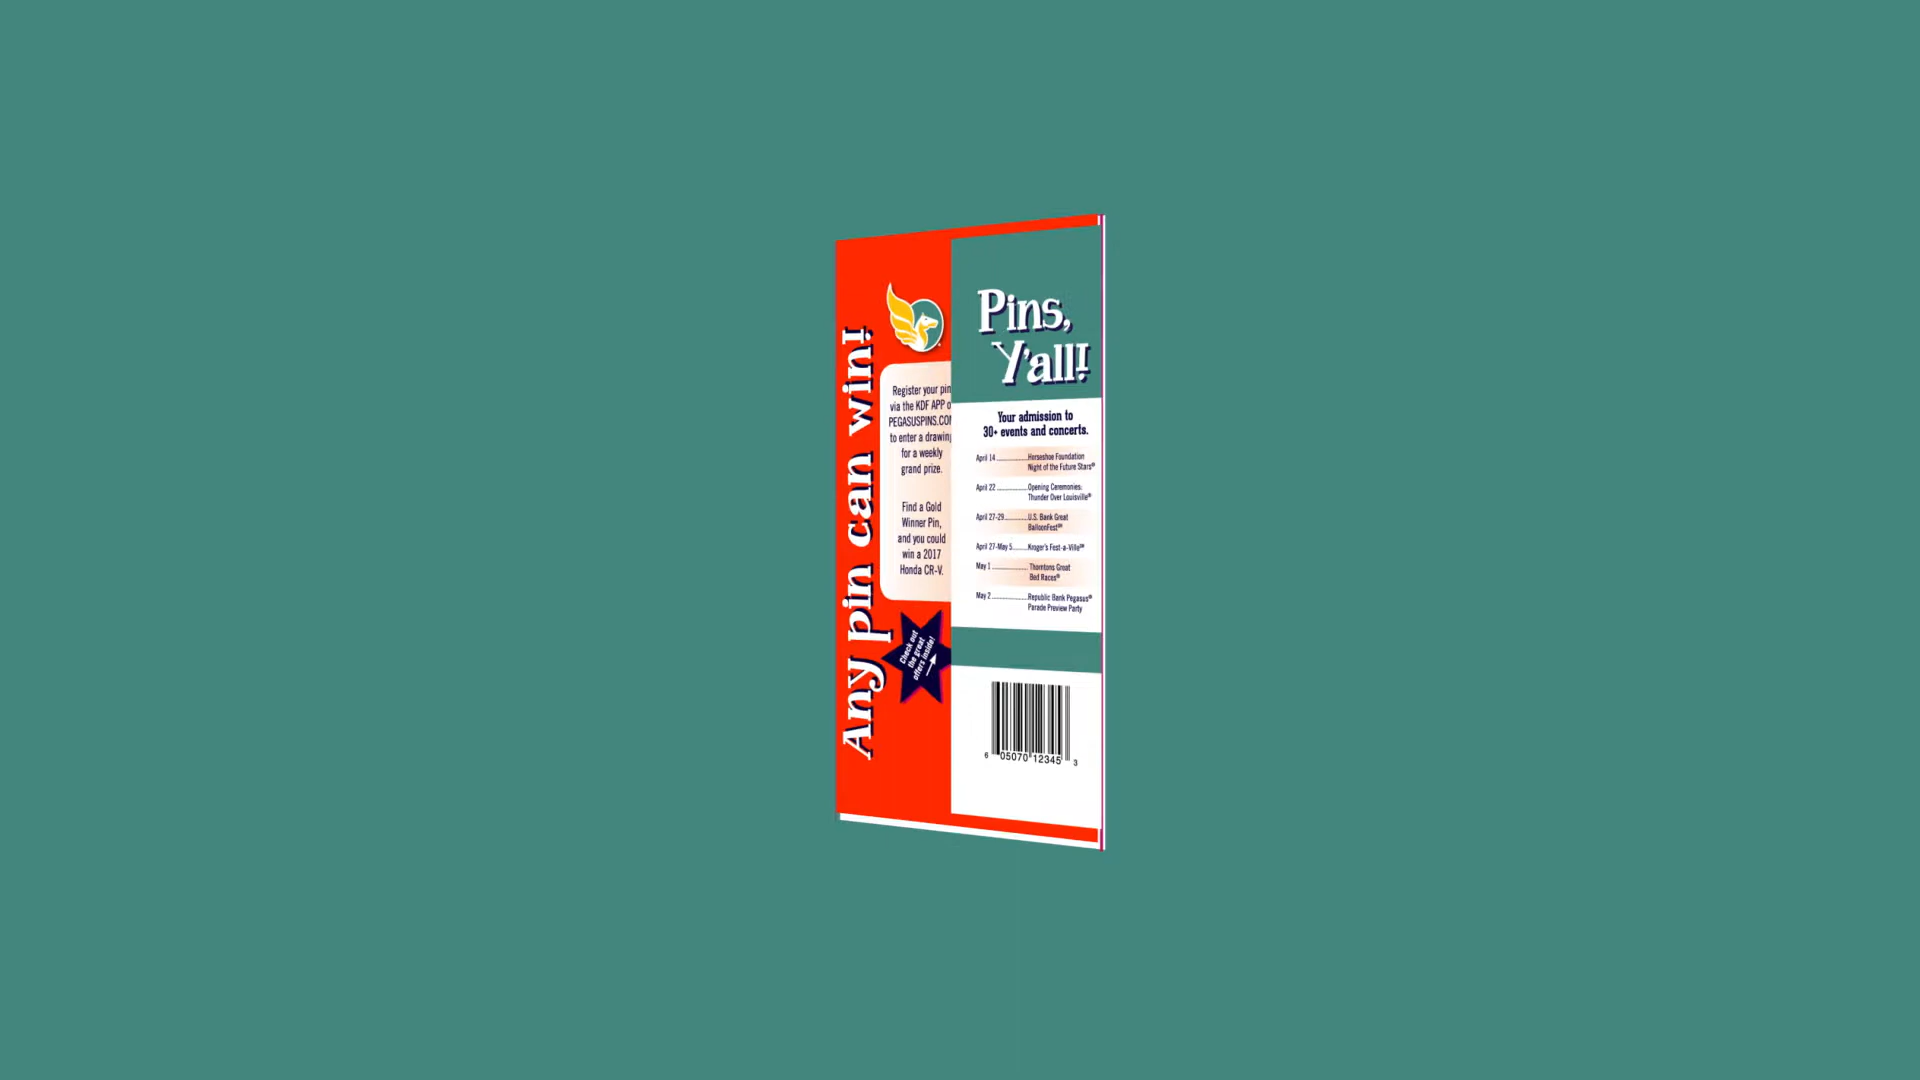 Any pin can win!
Register your pin
via the KDF APP
PEGASUSPINS.CO
to enter a drawing
for a weekly
grand prize.
Find a Gold
Winner Pin,
and you could
win a 2017
Honda CR-V.
Check out
the great
offers inside!
Pins,
Y'all!
Your admission to
30+ events and concerts.
April 14 ............ Horseshoe Foundation
Night of the Future Stars®
April 22 ............ Opening Ceremonies:
Thunder Over Louisville®
April 27-29 ......... U.S. Bank Great
BalloonFest℠
April 27-May 5 ...... Kroger's Fest-a-Ville℠
May 1 ............... Thorntons Great
Bed Races®
May 2 ............... Republic Bank Pegasus®
Parade Preview Party
6 05070 12345 3